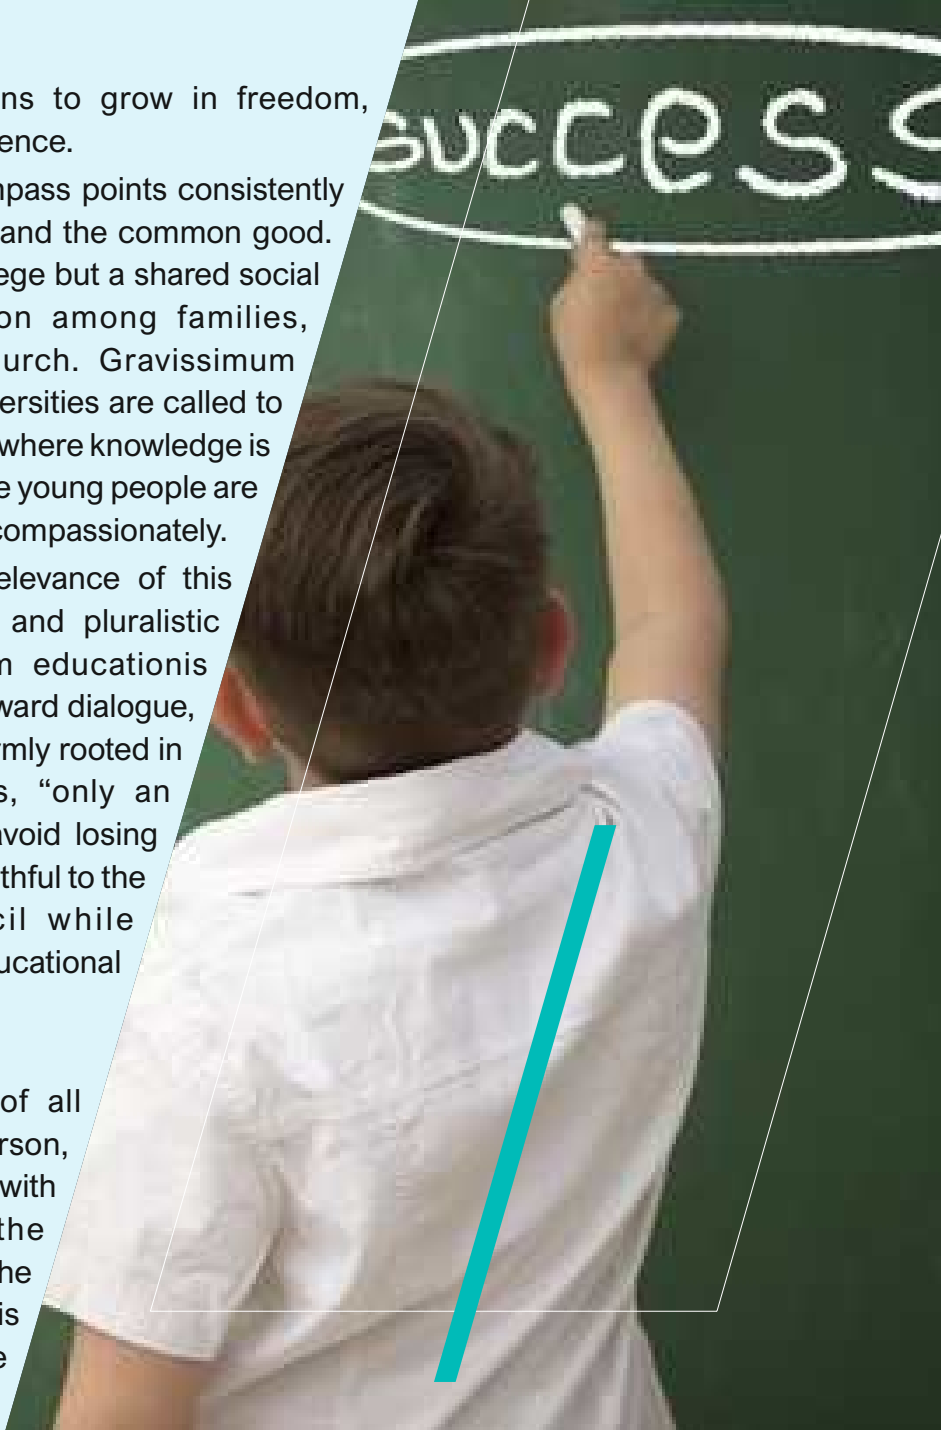 ns to grow in freedom,
ence.
npass points consistently
and the common good.
ege but a shared social
on among families,
urch. Gravissimum
ersities are called to
where knowledge is
e young people are
compassionately.
elevance of this
and pluralistic
m educationis
ward dialogue,
rmly rooted in
s, “only an
avoid losing
thful to the
cil while
ucational
of all
rson,
with
the
he
is
e
success